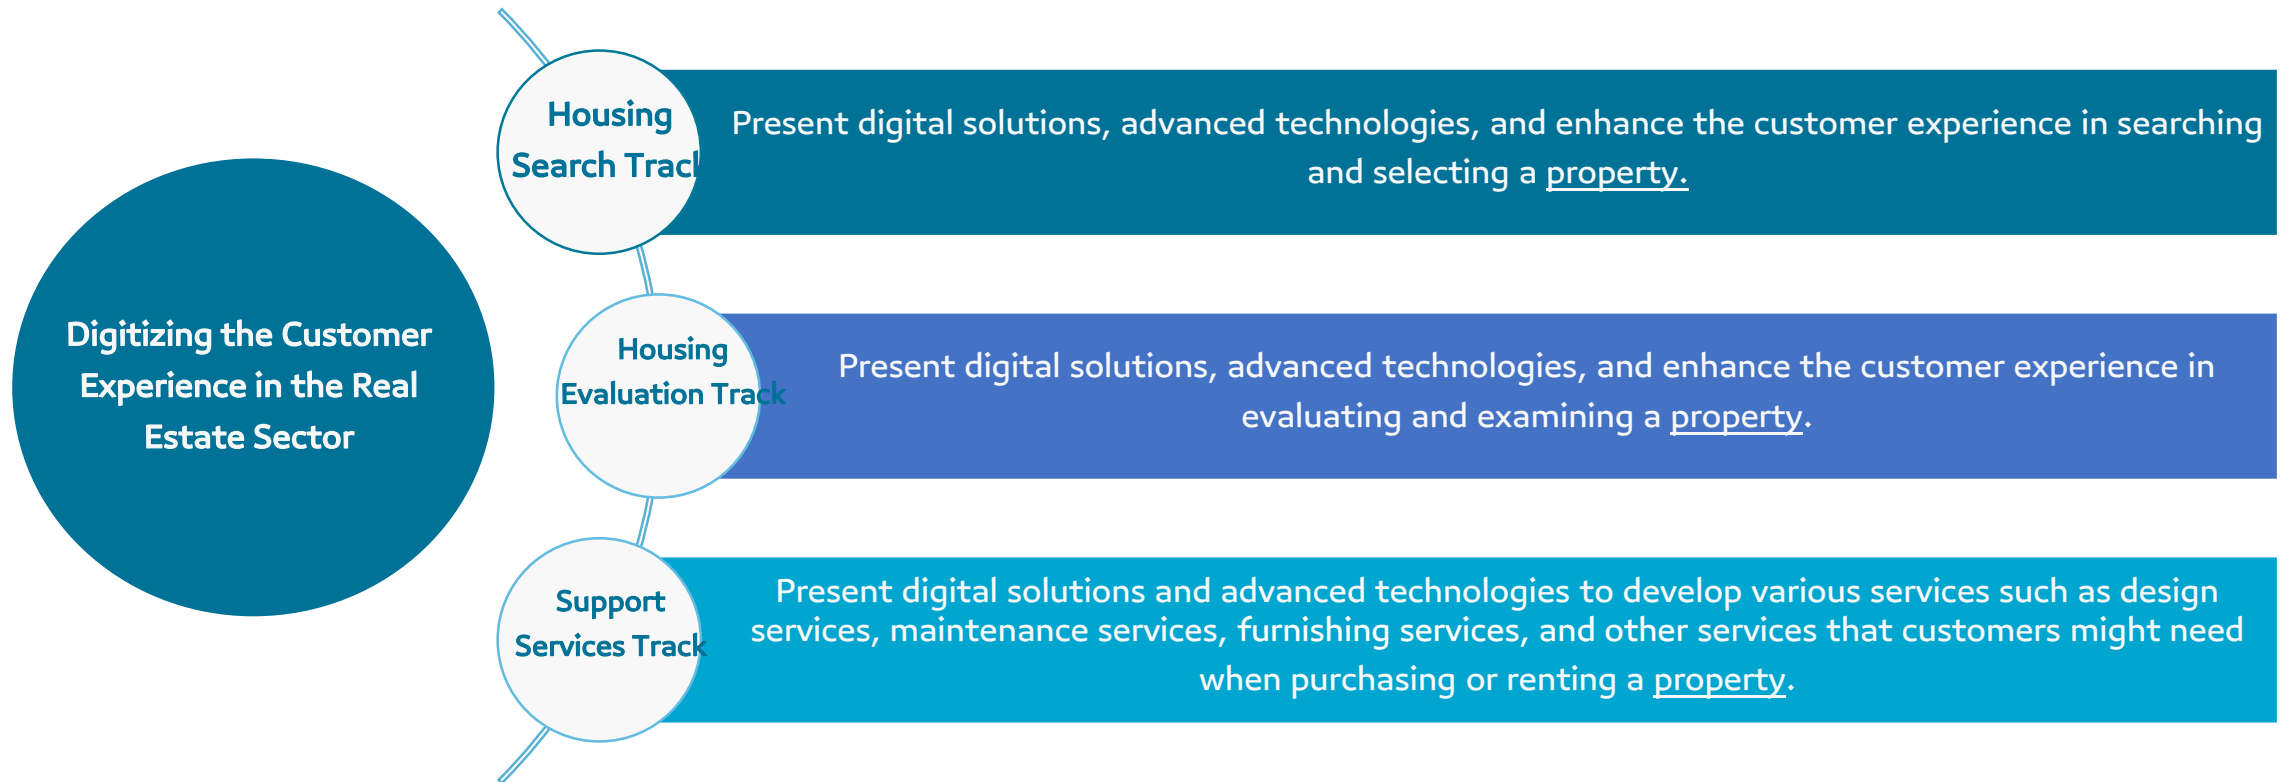 Digitizing the Customer
Experience in the Real
Estate Sector
Housing
Search Track
Present digital solutions, advanced technologies, and enhance the customer experience in searching
and selecting a property.
Housing
Evaluation Track
Present digital solutions, advanced technologies, and enhance the customer experience in
evaluating and examining a property.
Support
Services Track
Present digital solutions and advanced technologies to develop various services such as design
services, maintenance services, furnishing services, and other services that customers might need
when purchasing or renting a property.